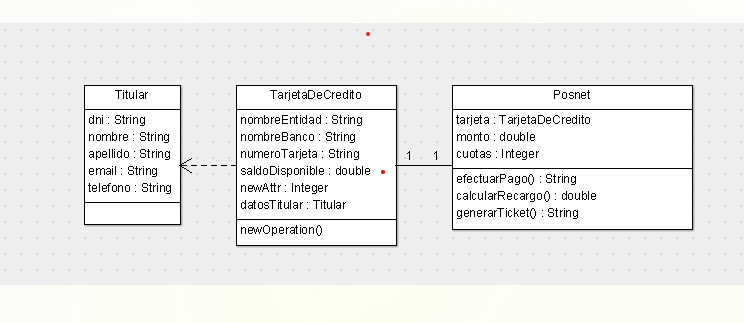 Titular
dni : String
nombre : String
apellido : String
email : String
telefono : String
TarjetaDeCredito
nombreEntidad : String
nombreBanco : String
numeroTarjeta : String
saldoDisponible : double
newAttr : Integer
datosTitular : Titular
newOperation()
1 1
Posnet
tarjeta : TarjetaDeCredito
monto : double
cuotas : Integer
efectuarPago() : String
calcularRecargo() : double
generarTicket() : String